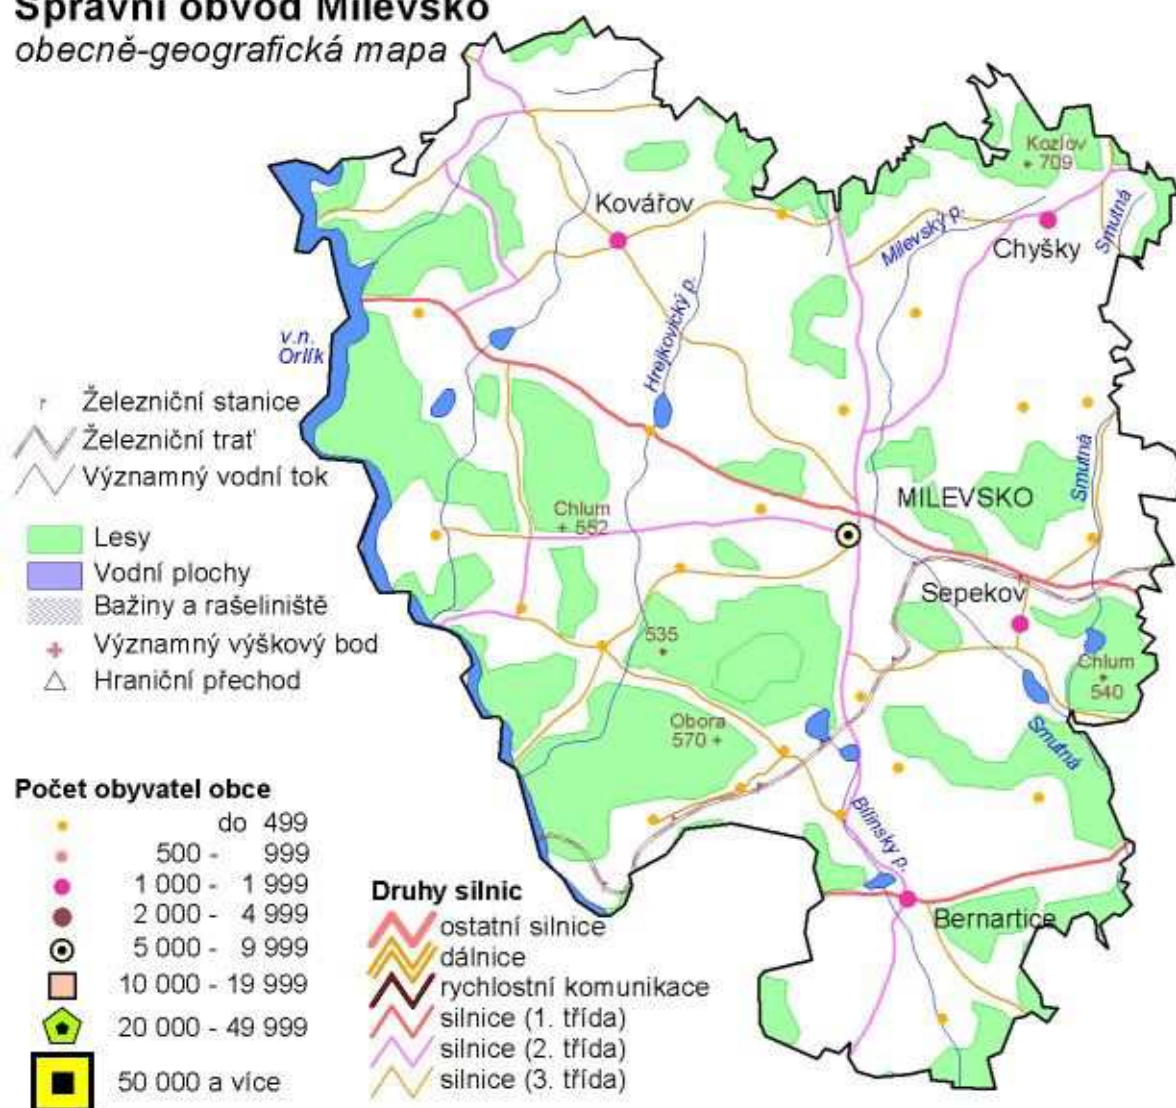 Správní obvod Milevsko
obecně-geografická mapa
Kozlov
+ 709
Kovářov
Milevský p.
Smutná
Chyšky
Hrejkovický p.
v.n.
Orlík
Železniční stanice
Železniční trať
Významný vodní tok
Smutná
MILEVSKO
Chlum
+ 552
Lesy
Vodní plochy
Bažiny a rašeliniště
Významný výškový bod
Hraniční přechod
Sepekov
535
Chlum
540
Obora
570 +
Smutná
Bílinský p.
Bernartice
Počet obyvatel obce
do 499
500 - 999
1 000 - 1 999
2 000 - 4 999
5 000 - 9 999
10 000 - 19 999
20 000 - 49 999
50 000 a více
Druhy silnic
ostatní silnice
dálnice
rychlostní komunikace
silnice (1. třída)
silnice (2. třída)
silnice (3. třída)